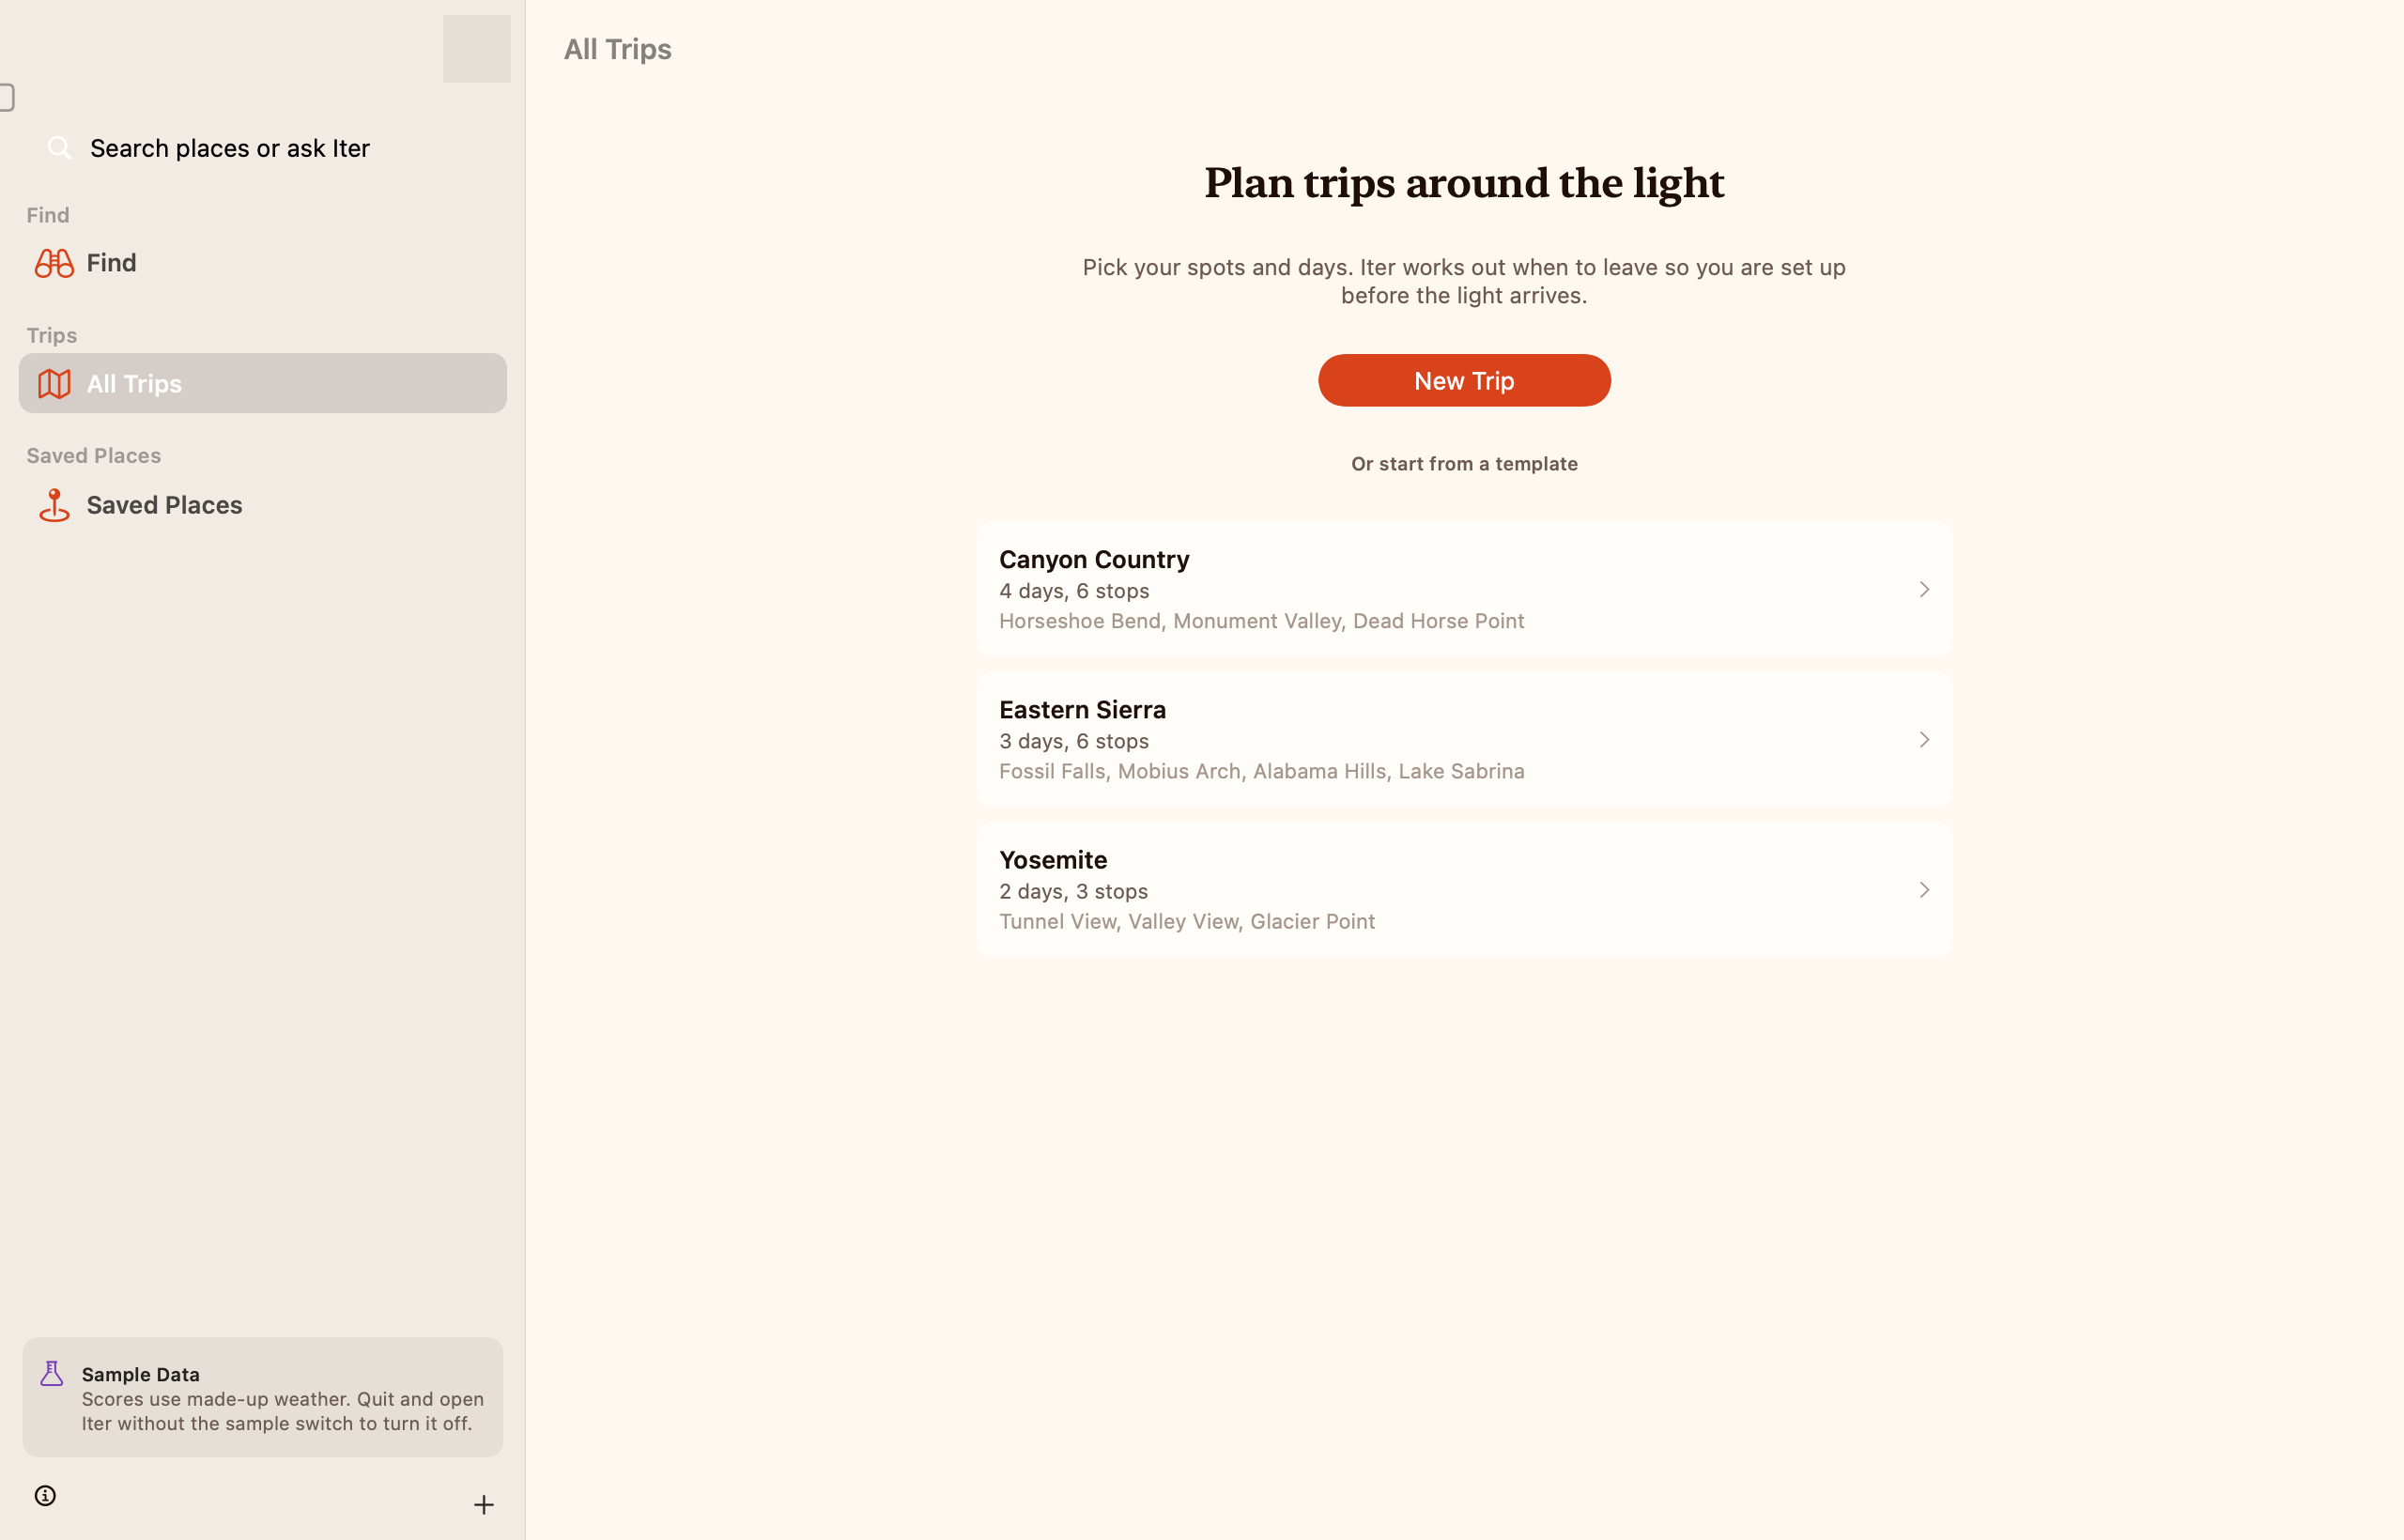 All Trips
Search places or ask Iter
Find
Find
Trips
All Trips
Saved Places
Saved Places
Sample Data
Scores use made-up weather. Quit and open
Iter without the sample switch to turn it off.
Plan trips around the light
Pick your spots and days. Iter works out when to leave so you are set up
before the light arrives.
New Trip
Or start from a template
Canyon Country
4 days, 6 stops
Horseshoe Bend, Monument Valley, Dead Horse Point
Eastern Sierra
3 days, 6 stops
Fossil Falls, Mobius Arch, Alabama Hills, Lake Sabrina
Yosemite
2 days, 3 stops
Tunnel View, Valley View, Glacier Point